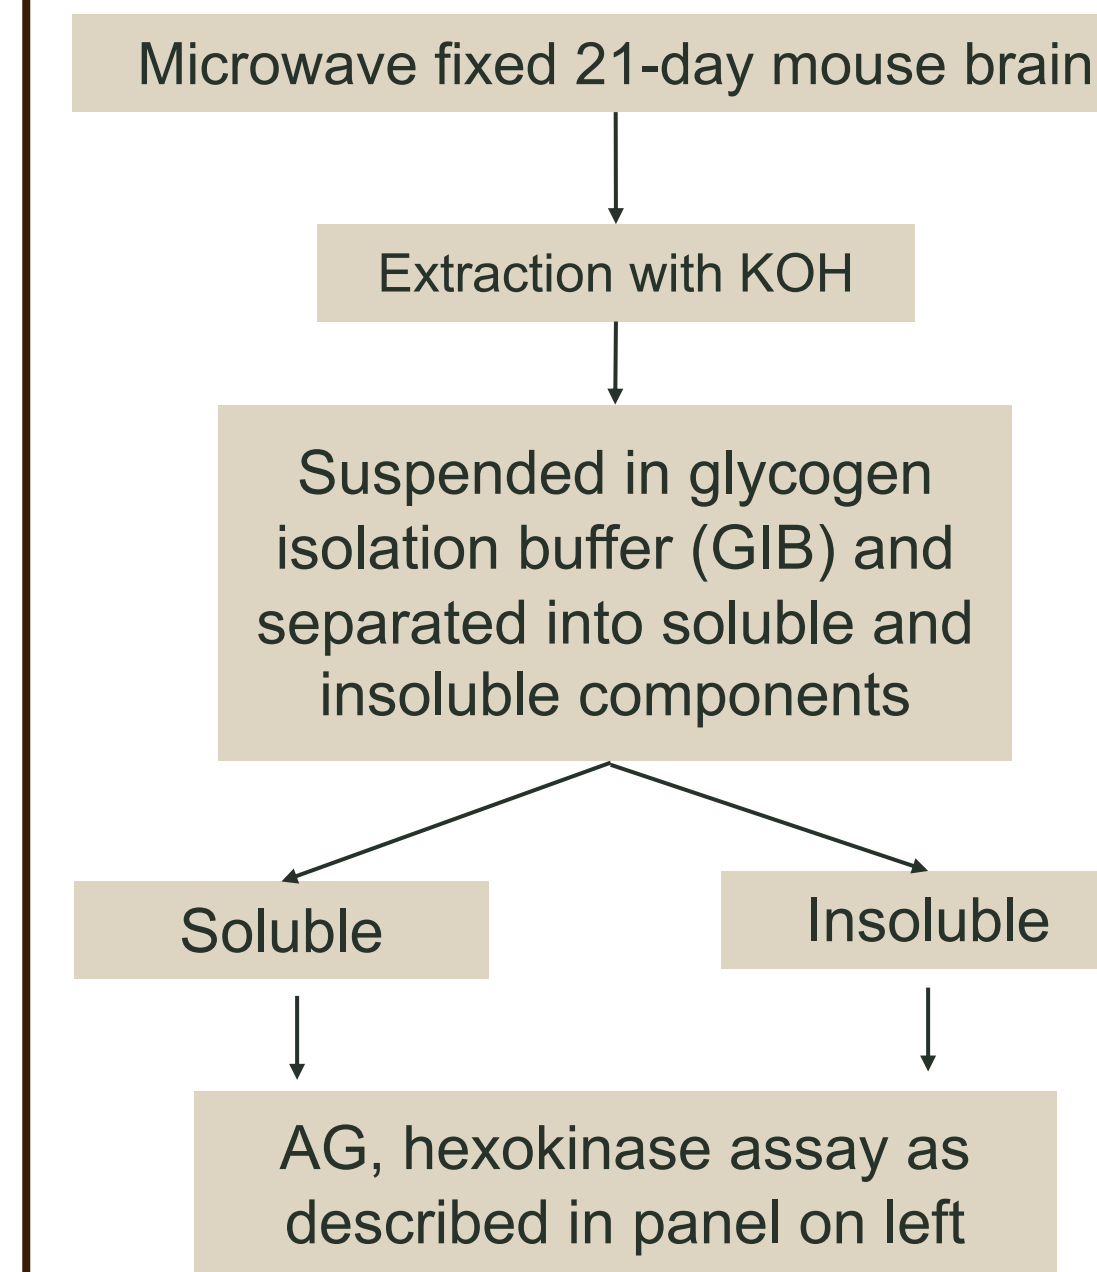 Microwave fixed 21-day mouse brain
Extraction with KOH
Suspended in glycogen
isolation buffer (GIB) and
separated into soluble and
insoluble components
Soluble
Insoluble
AG, hexokinase assay as
described in panel on left